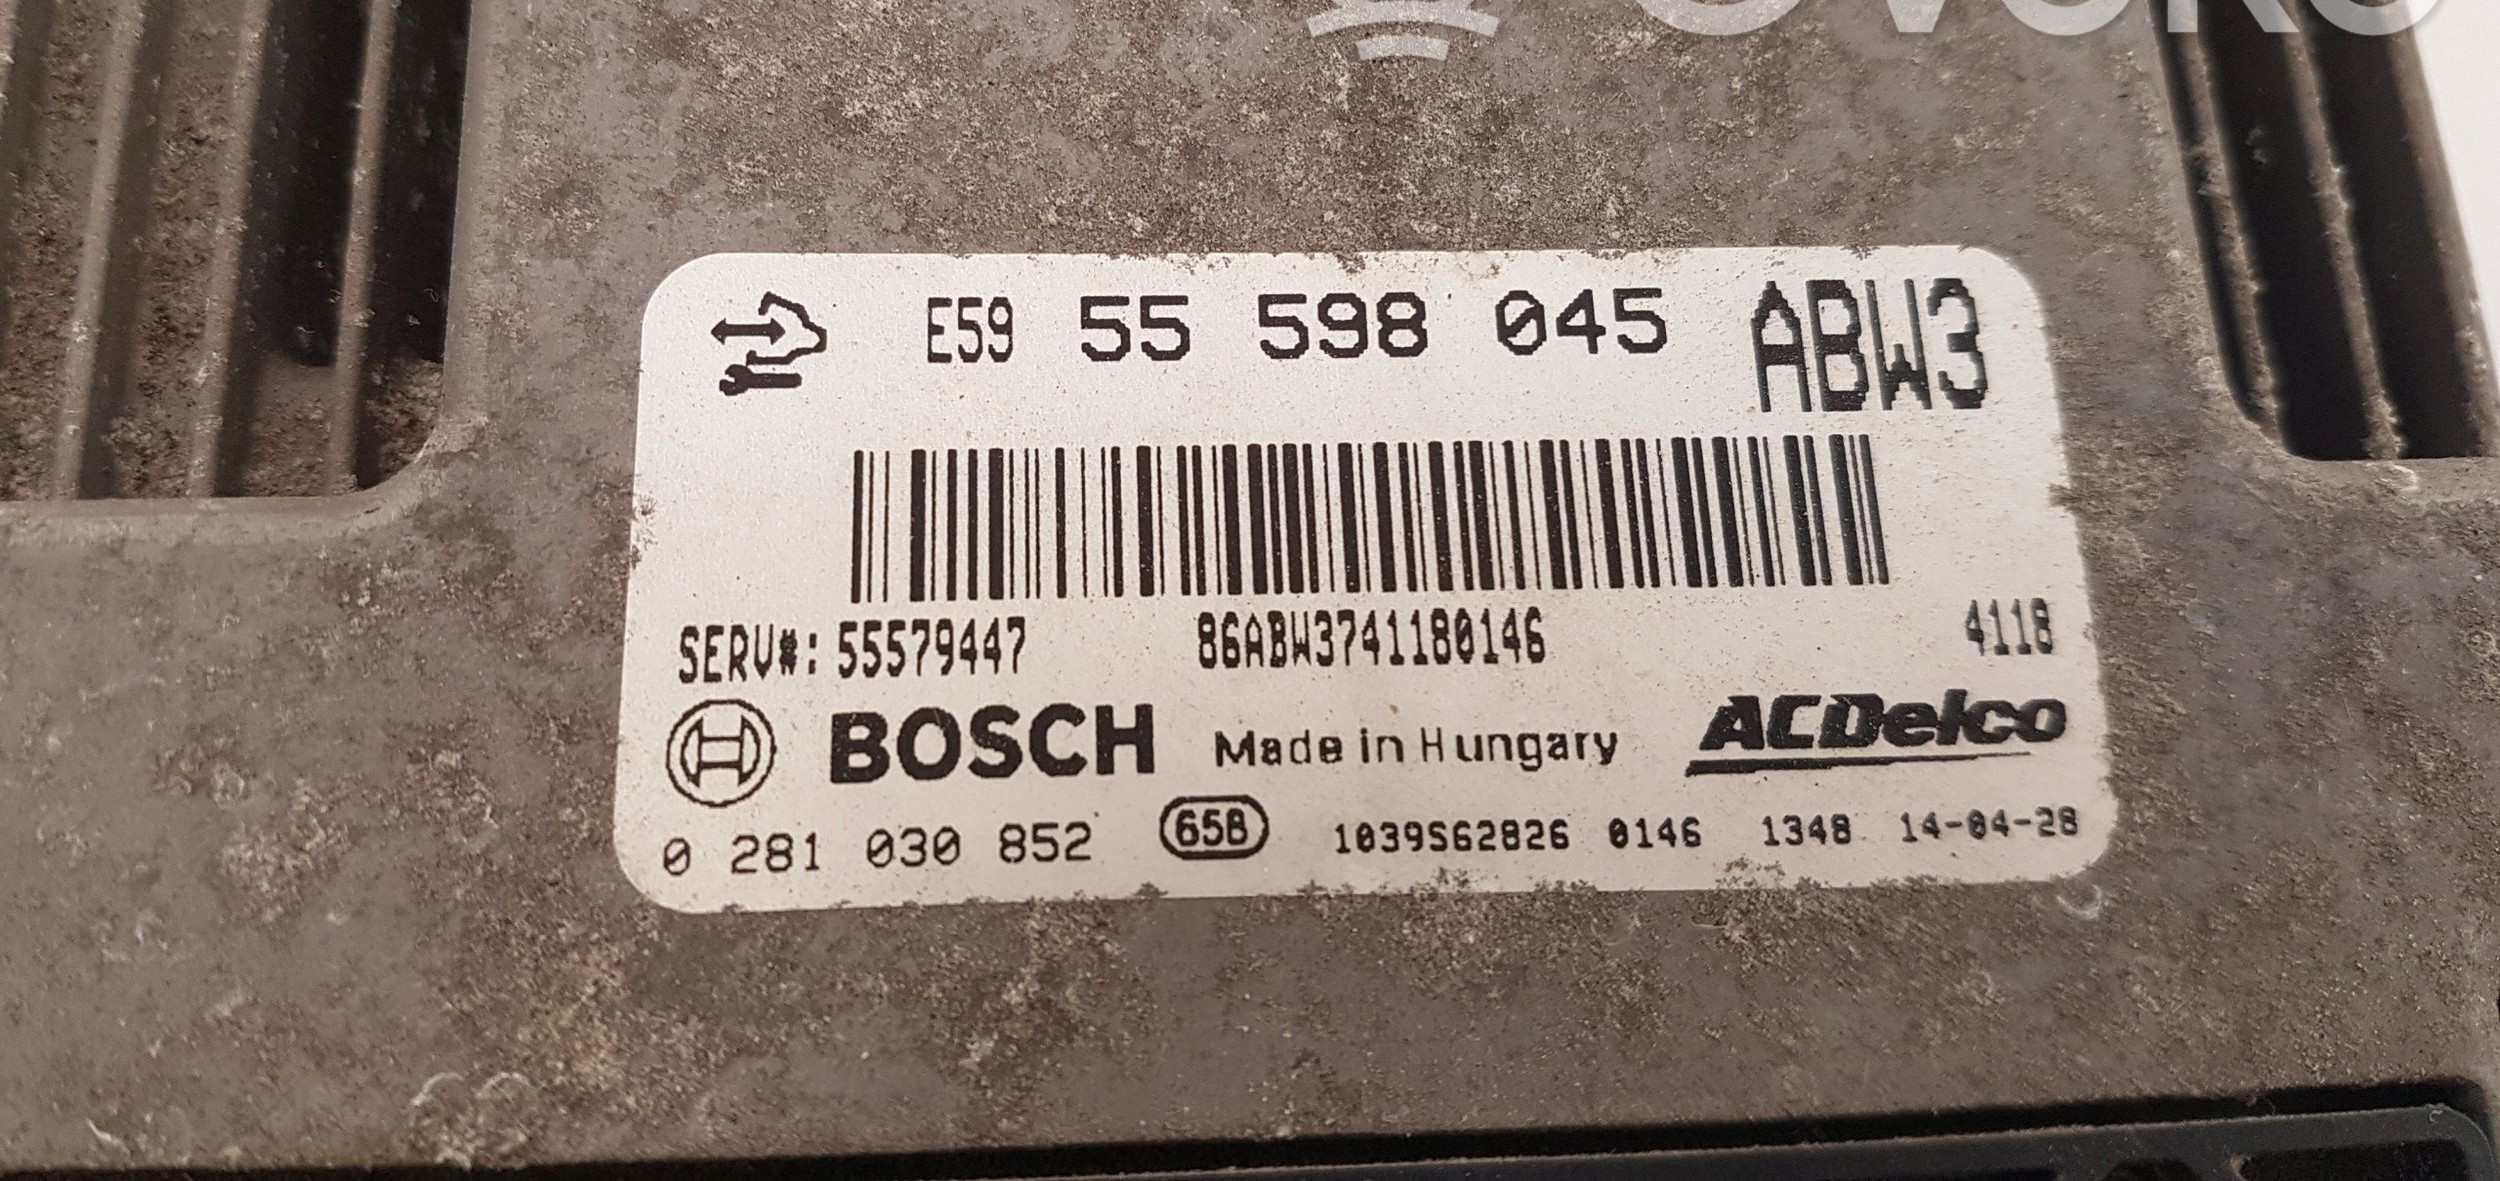 E59 55 598 045 ABW3
SERV#: 55579447 86ABW3741180146 4118
BOSCH Made in Hungary ACDelco
0 281 030 852 65B 1039S62826 0146 1348 14-04-28